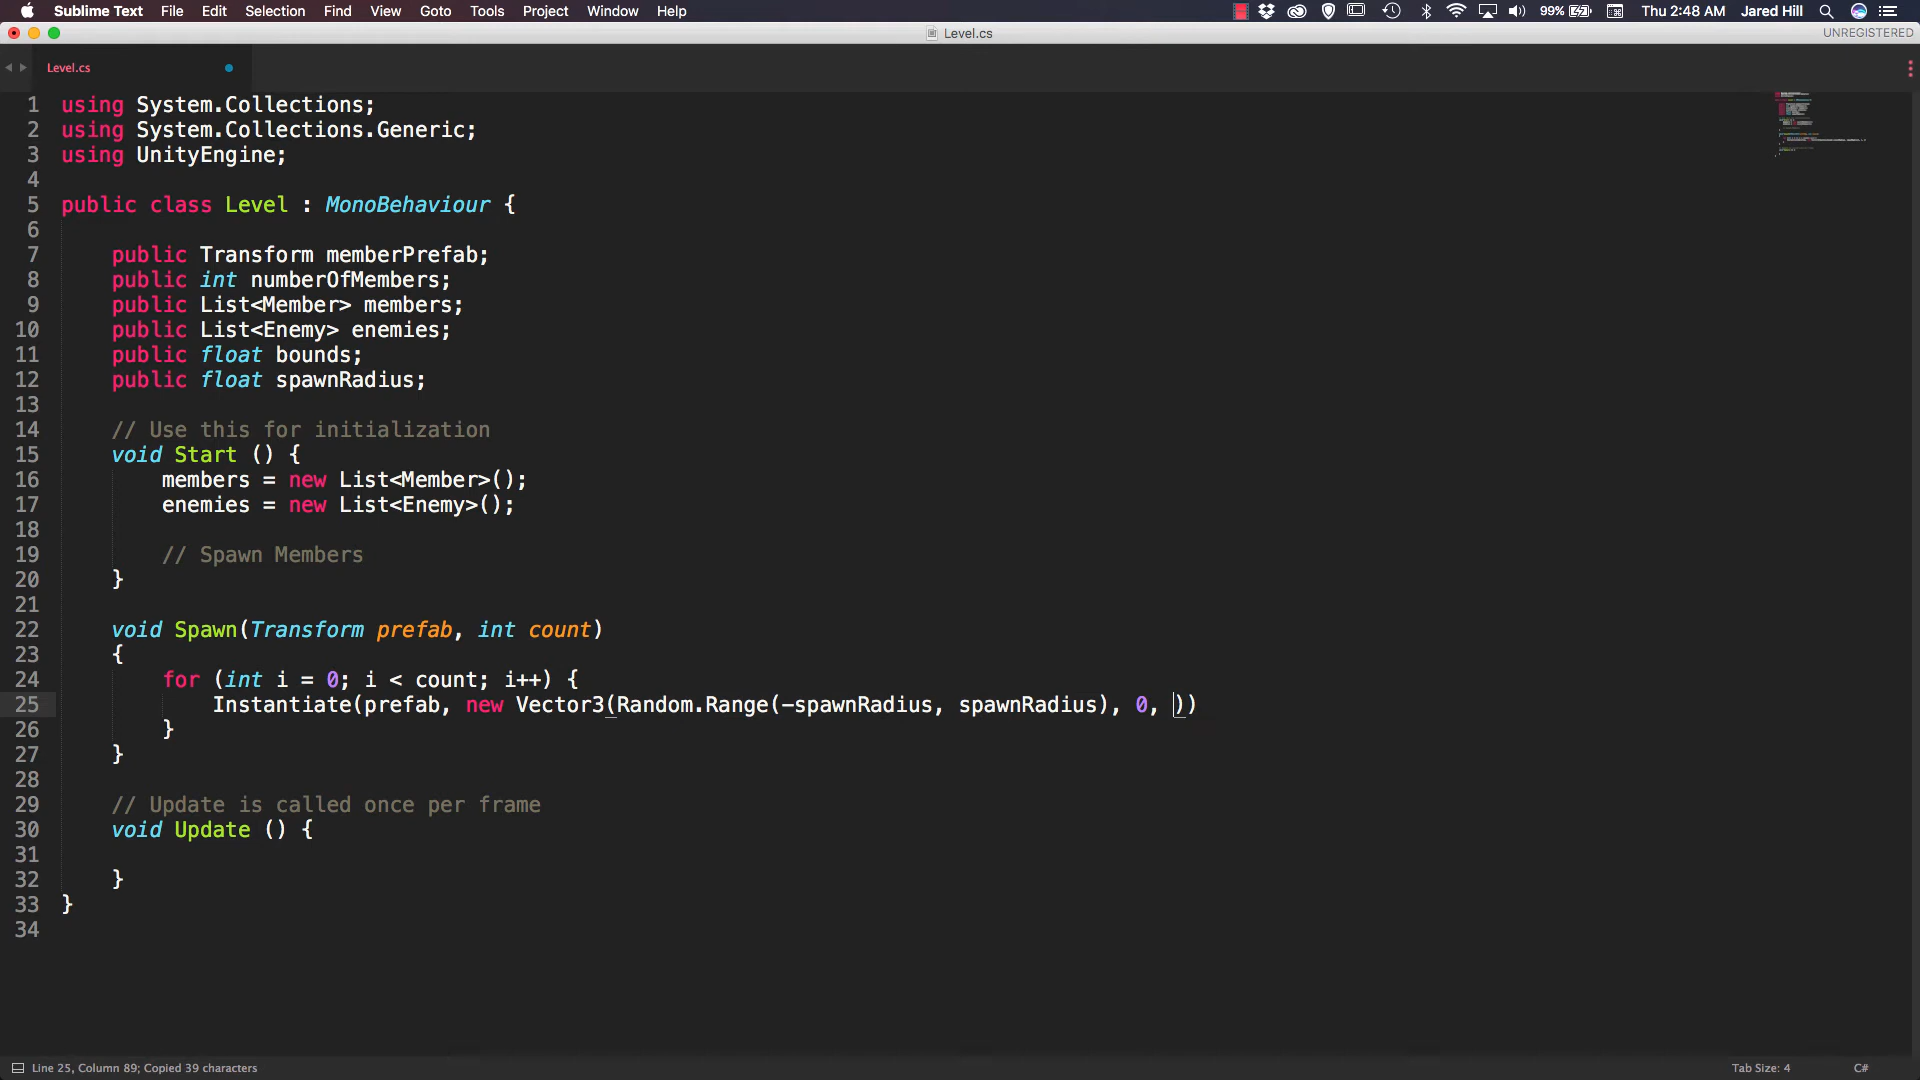 Sublime Text File Edit Selection Find View Goto Tools Project Window Help 99% Thu 2:48 AM Jared Hill
Level.cs UNREGISTERED
Level.cs
1 using System.Collections;
2 using System.Collections.Generic;
3 using UnityEngine;
4
5 public class Level : MonoBehaviour {
6
7 public Transform memberPrefab;
8 public int numberOfMembers;
9 public List<Member> members;
10 public List<Enemy> enemies;
11 public float bounds;
12 public float spawnRadius;
13
14 // Use this for initialization
15 void Start () {
16 members = new List<Member>();
17 enemies = new List<Enemy>();
18
19 // Spawn Members
20 }
21
22 void Spawn(Transform prefab, int count)
23 {
24 for (int i = 0; i < count; i++) {
25 Instantiate(prefab, new Vector3(Random.Range(-spawnRadius, spawnRadius), 0, ))
26 }
27 }
28
29 // Update is called once per frame
30 void Update () {
31
32 }
33 }
34
Line 25, Column 89; Copied 39 characters Tab Size: 4 C#